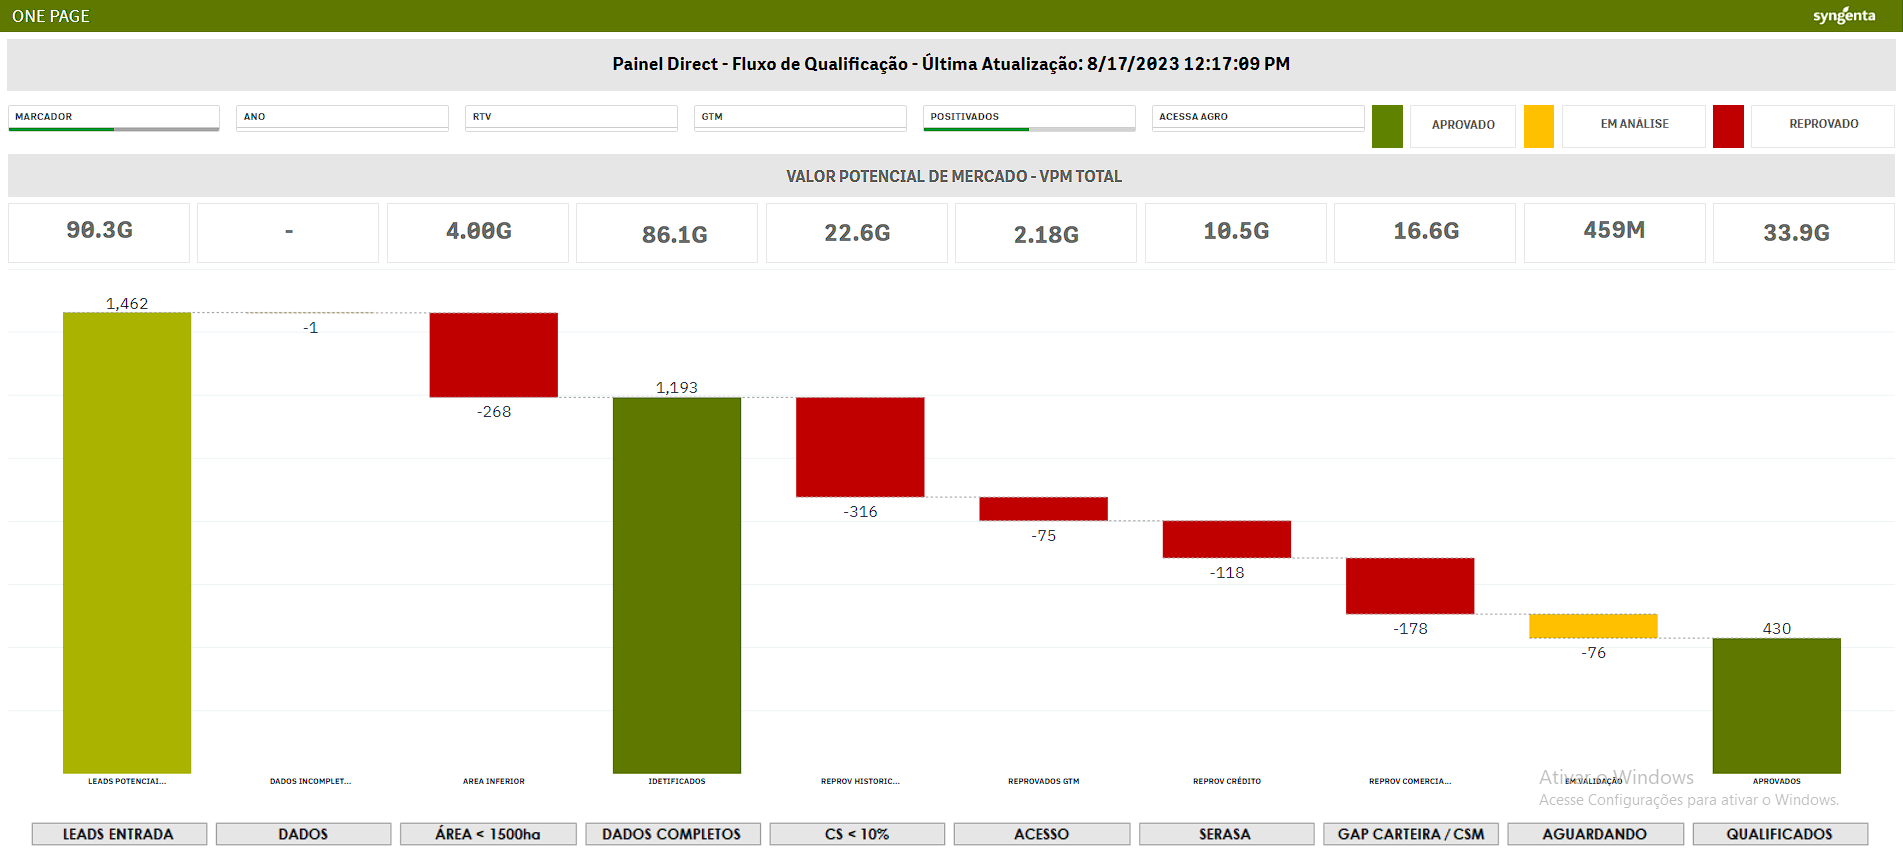 ONE PAGE
syngenta
Painel Direct - Fluxo de Qualificação - Última Atualização: 8/17/2023 12:17:09 PM
MARCADOR
ANO
RTV
GTM
POSITIVADOS
ACESSA AGRO
APROVADO
EM ANÁLISE
REPROVADO
VALOR POTENCIAL DE MERCADO - VPM TOTAL
90.3G
-
4.00G
86.1G
22.6G
2.18G
10.5G
16.6G
459M
33.9G
1,462
-1
-268
1,193
-316
-75
-118
-178
-76
430
LEADS POTENCIAI...
DADOS INCOMPLET...
AREA INFERIOR
IDETIFICADOS
REPROV HISTORIC...
REPROVADOS GTM
REPROV CRÉDITO
REPROV COMERCIA...
EM VALIDAÇÃO
APROVADOS
Ativar o Windows
Acesse Configurações para ativar o Windows.
LEADS ENTRADA
DADOS
ÁREA < 1500ha
DADOS COMPLETOS
CS < 10%
ACESSO
SERASA
GAP CARTEIRA / CSM
AGUARDANDO
QUALIFICADOS